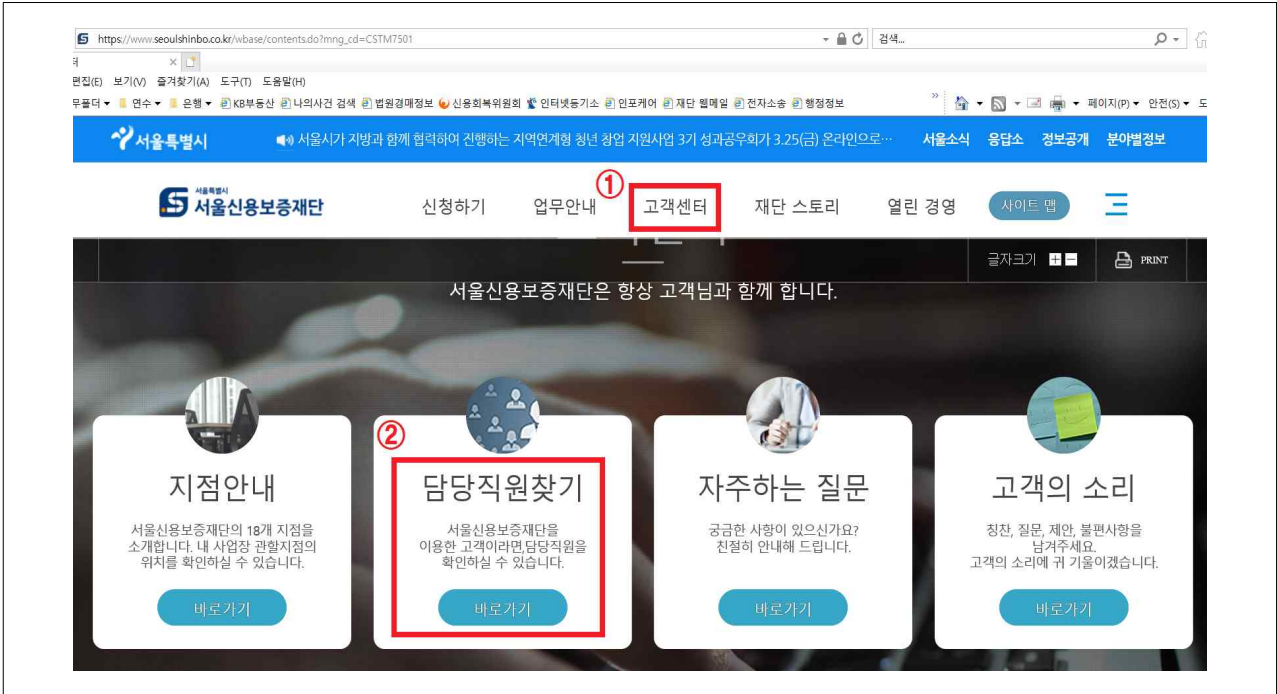 https://www.seoulshinbo.co.kr/wbase/contents.do?mng_cd=CSTM7501
검색...
편집(E) 보기(V) 즐겨찾기(A) 도구(T) 도움말(H)
무폴더 연수 은행 KB부동산 나의사건 검색 법원경매정보 신용회복위원회 인터넷등기소 인포케어 재단 웹메일 전자소송 행정정보 » 페이지(P) 안전(S) 도
서울특별시 서울시가 지방과 함께 협력하여 진행하는 지역연계형 청년 창업 지원사업 3기 성과공유회가 3.25(금) 온라인으로… 서울소식 응답소 정보공개 분야별정보
①
서울특별시
서울신용보증재단 신청하기 업무안내 고객센터 재단 스토리 열린 경영 사이트 맵
글자크기 + - PRINT
서울신용보증재단은 항상 고객님과 함께 합니다.
②
지점안내
서울신용보증재단의 18개 지점을
소개합니다. 내 사업장 관할지점의
위치를 확인하실 수 있습니다.
바로가기
담당직원찾기
서울신용보증재단을
이용한 고객이라면,담당직원을
확인하실 수 있습니다.
바로가기
자주하는 질문
궁금한 사항이 있으신가요?
친절히 안내해 드립니다.
바로가기
고객의 소리
칭찬, 질문, 제안, 불편사항을
남겨주세요.
고객의 소리에 귀 기울이겠습니다.
바로가기